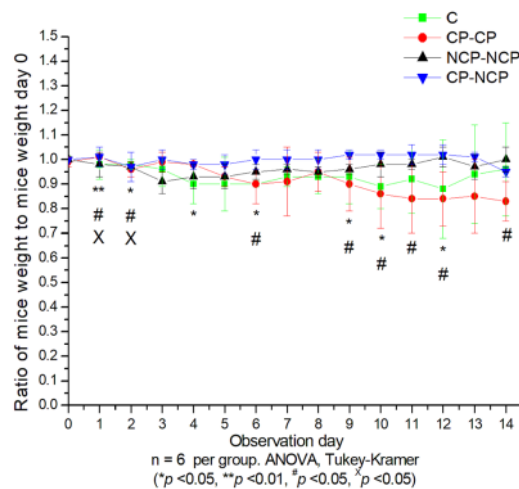 C
CP-CP
NCP-NCP
CP-NCP
Ratio of mice weight to mice weight day 0
1.5
1.4
1.3
1.2
1.1
1.0
0.9
0.8
0.7
0.6
0.5
0.4
0.3
0.2
0.1
0.0
** * * * * * *
# # # # # # # #
X X
0 1 2 3 4 5 6 7 8 9 10 11 12 13 14
Observation day
n = 6 per group. ANOVA, Tukey-Kramer
(*p <0.05, **p <0.01, #p <0.05, Xp <0.05)